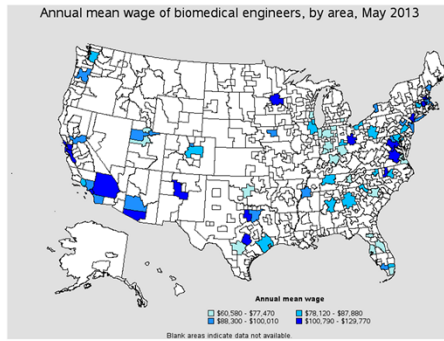 Annual mean wage of biomedical engineers, by area, May 2013
Annual mean wage
$60,580 - $77,470
$78,120 - $87,880
$88,300 - $100,010
$100,790 - $129,770
Blank areas indicate data not available.